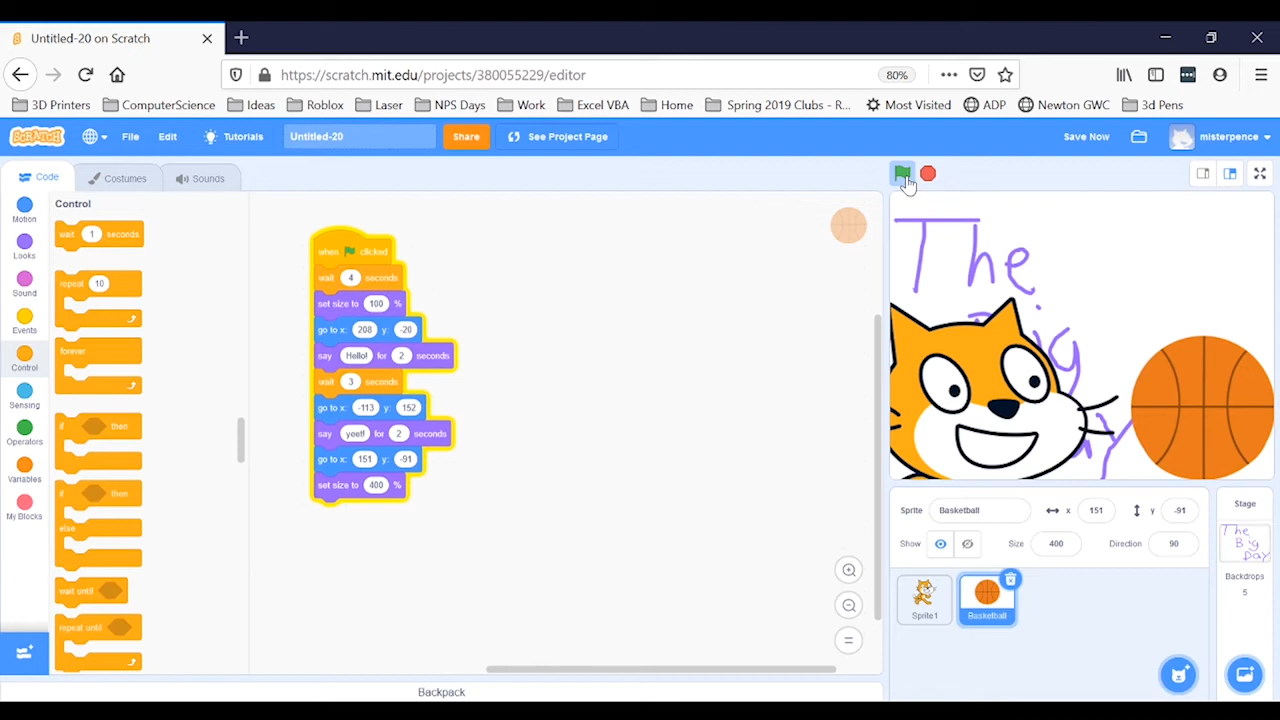 Untitled-20 on Scratch
https://scratch.mit.edu/projects/380055229/editor
80%
3D Printers
ComputerScience
Ideas
Roblox
Laser
NPS Days
Work
Excel VBA
Home
Spring 2019 Clubs - R...
Most Visited
ADP
Newton GWC
3d Pens
SCRATCH
File
Edit
Tutorials
Untitled-20
Share
See Project Page
Save Now
misterpence
Code
Costumes
Sounds
Motion
Looks
Sound
Events
Control
Sensing
Operators
Variables
My Blocks
Control
wait 1 seconds
repeat 10
forever
if then
if then
else
wait until
repeat until
when clicked
wait 4 seconds
set size to 100 %
go to x: 208 y: -20
say Hello! for 2 seconds
wait 3 seconds
go to x: -113 y: 152
say yeet! for 2 seconds
go to x: 151 y: -91
set size to 400 %
Backpack
The
Sprite Basketball x 151 y -91
Show Size 400 Direction 90
Sprite1
Basketball
Stage
The
Big
Day
Backdrops
5